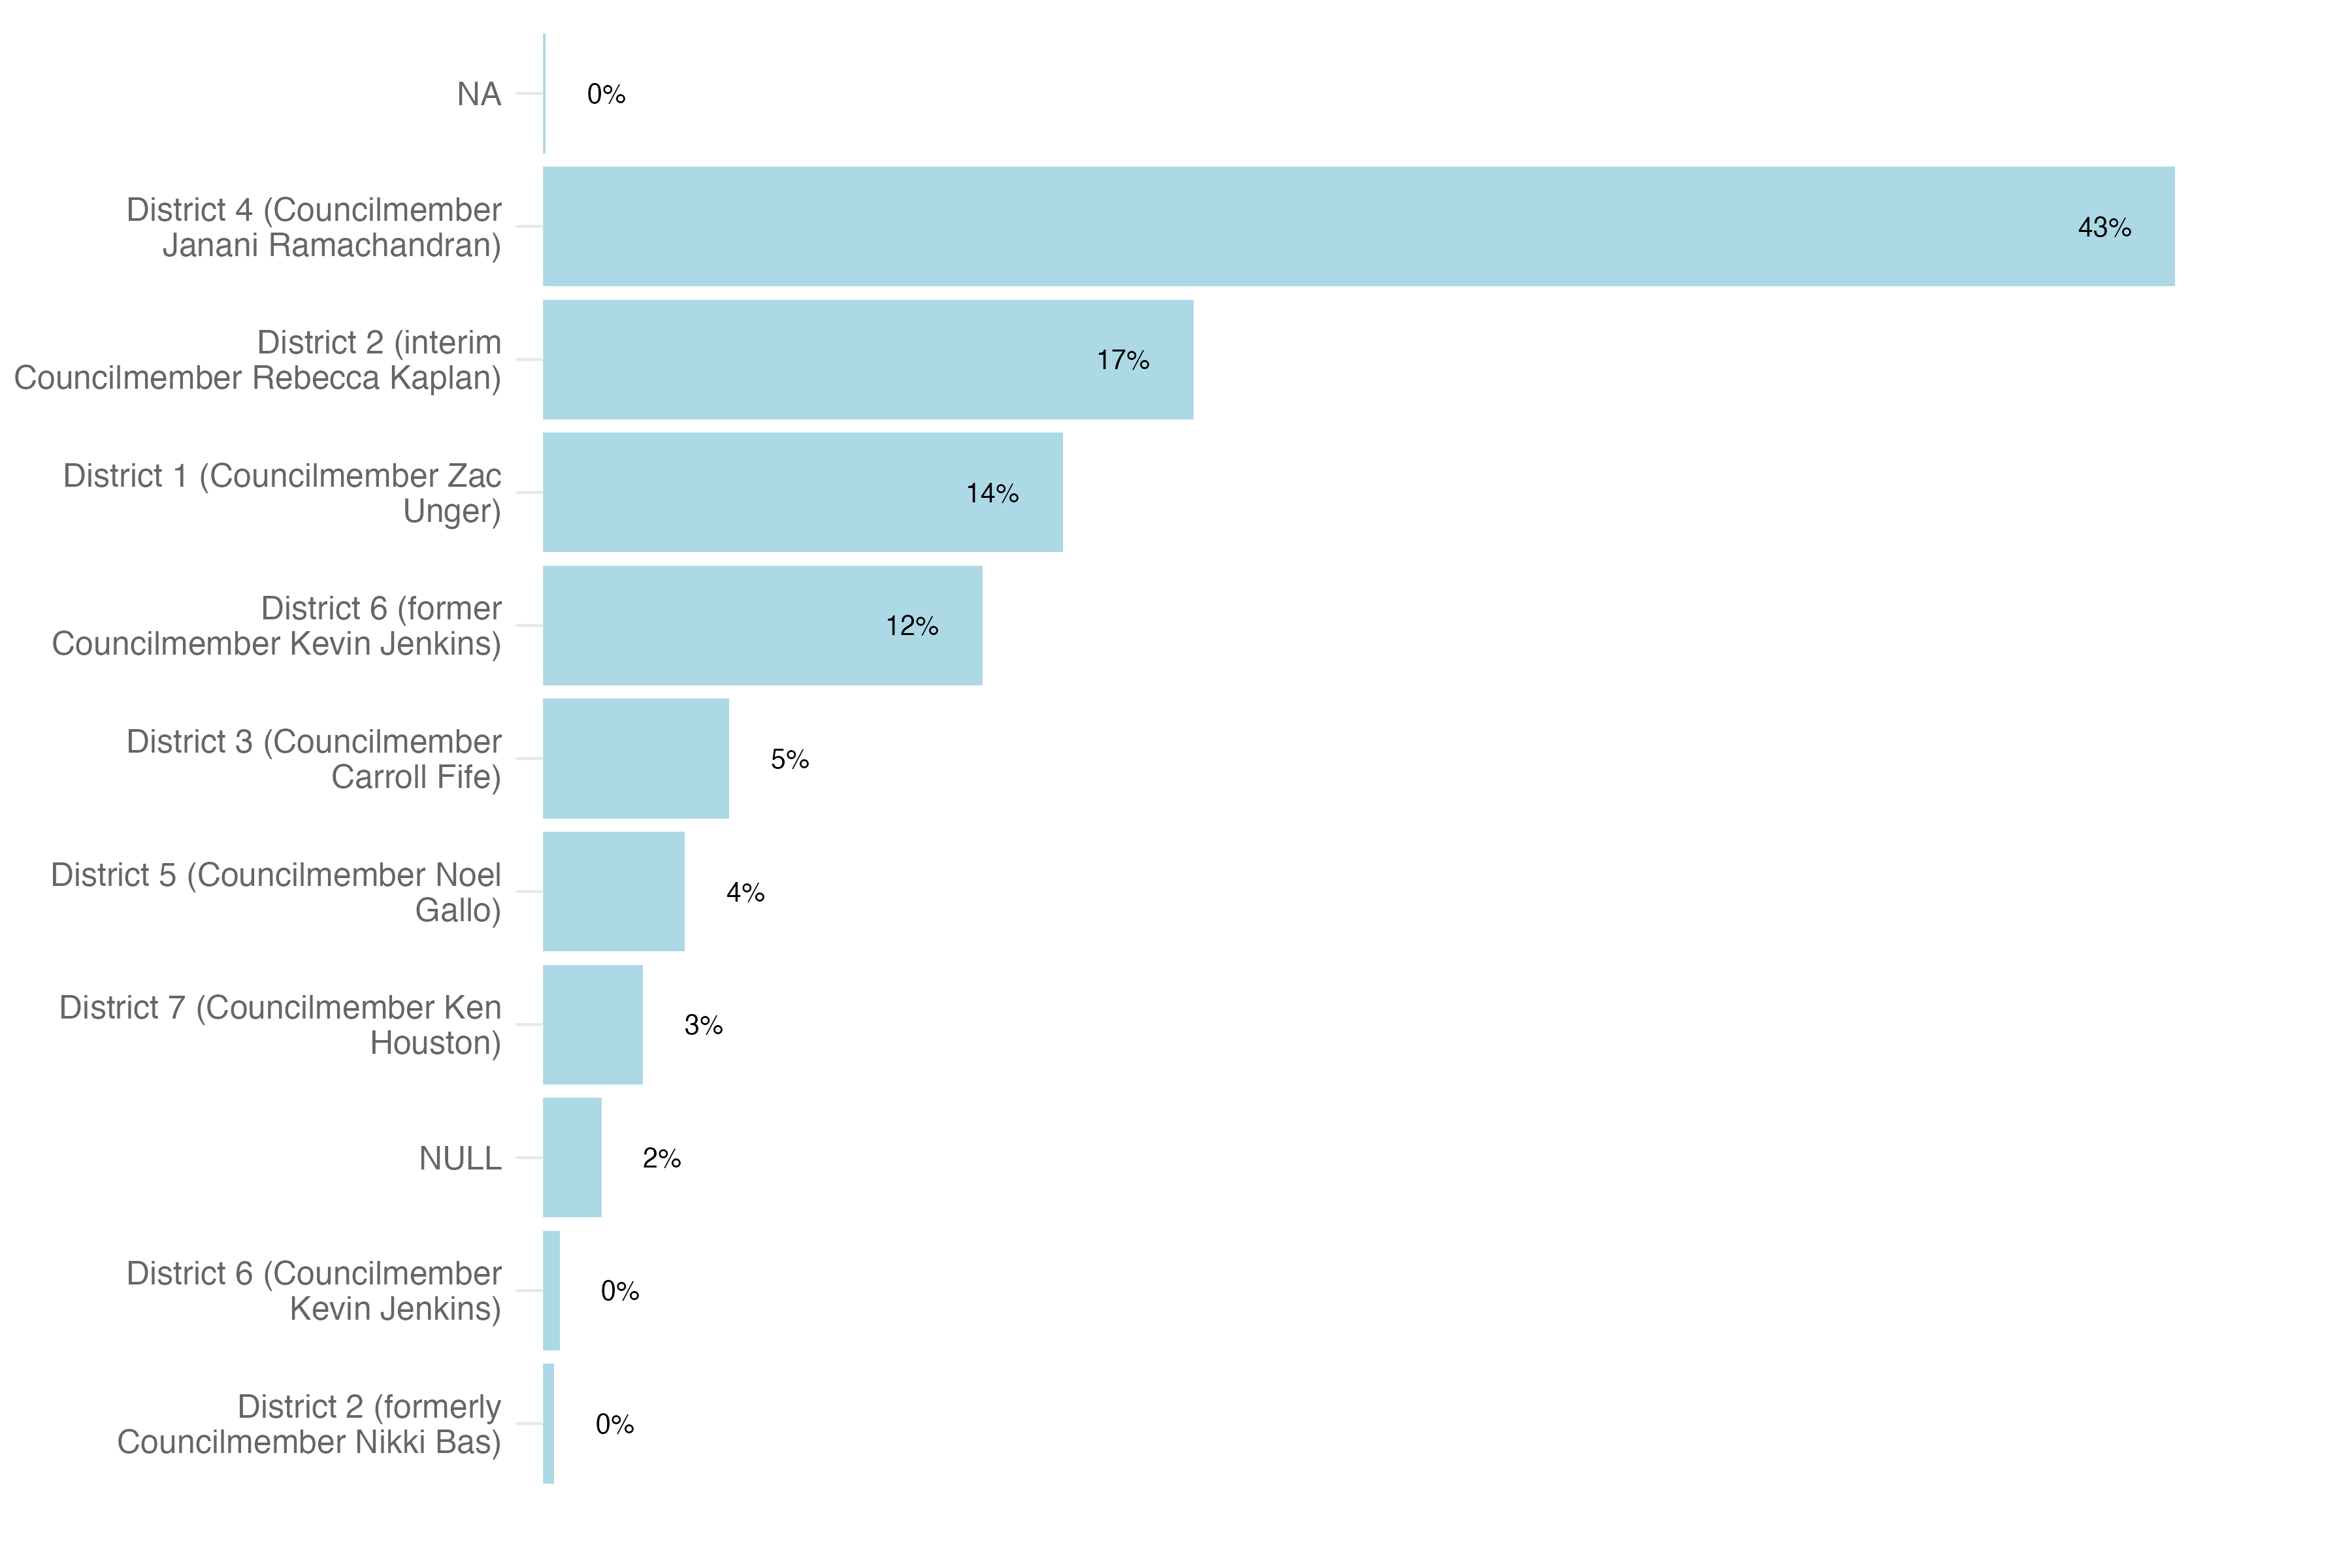 NA
0%
District 4 (Councilmember
Janani Ramachandran)
43%
District 2 (interim
Councilmember Rebecca Kaplan)
17%
District 1 (Councilmember Zac
Unger)
14%
District 6 (former
Councilmember Kevin Jenkins)
12%
District 3 (Councilmember
Carroll Fife)
5%
District 5 (Councilmember Noel
Gallo)
4%
District 7 (Councilmember Ken
Houston)
3%
NULL
2%
District 6 (Councilmember
Kevin Jenkins)
0%
District 2 (formerly
Councilmember Nikki Bas)
0%